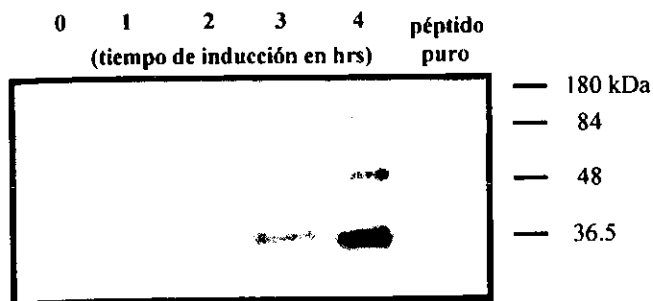 0 1 2 3 4 péptido
(tiempo de inducción en hrs) puro
180 kDa
84
48
36.5